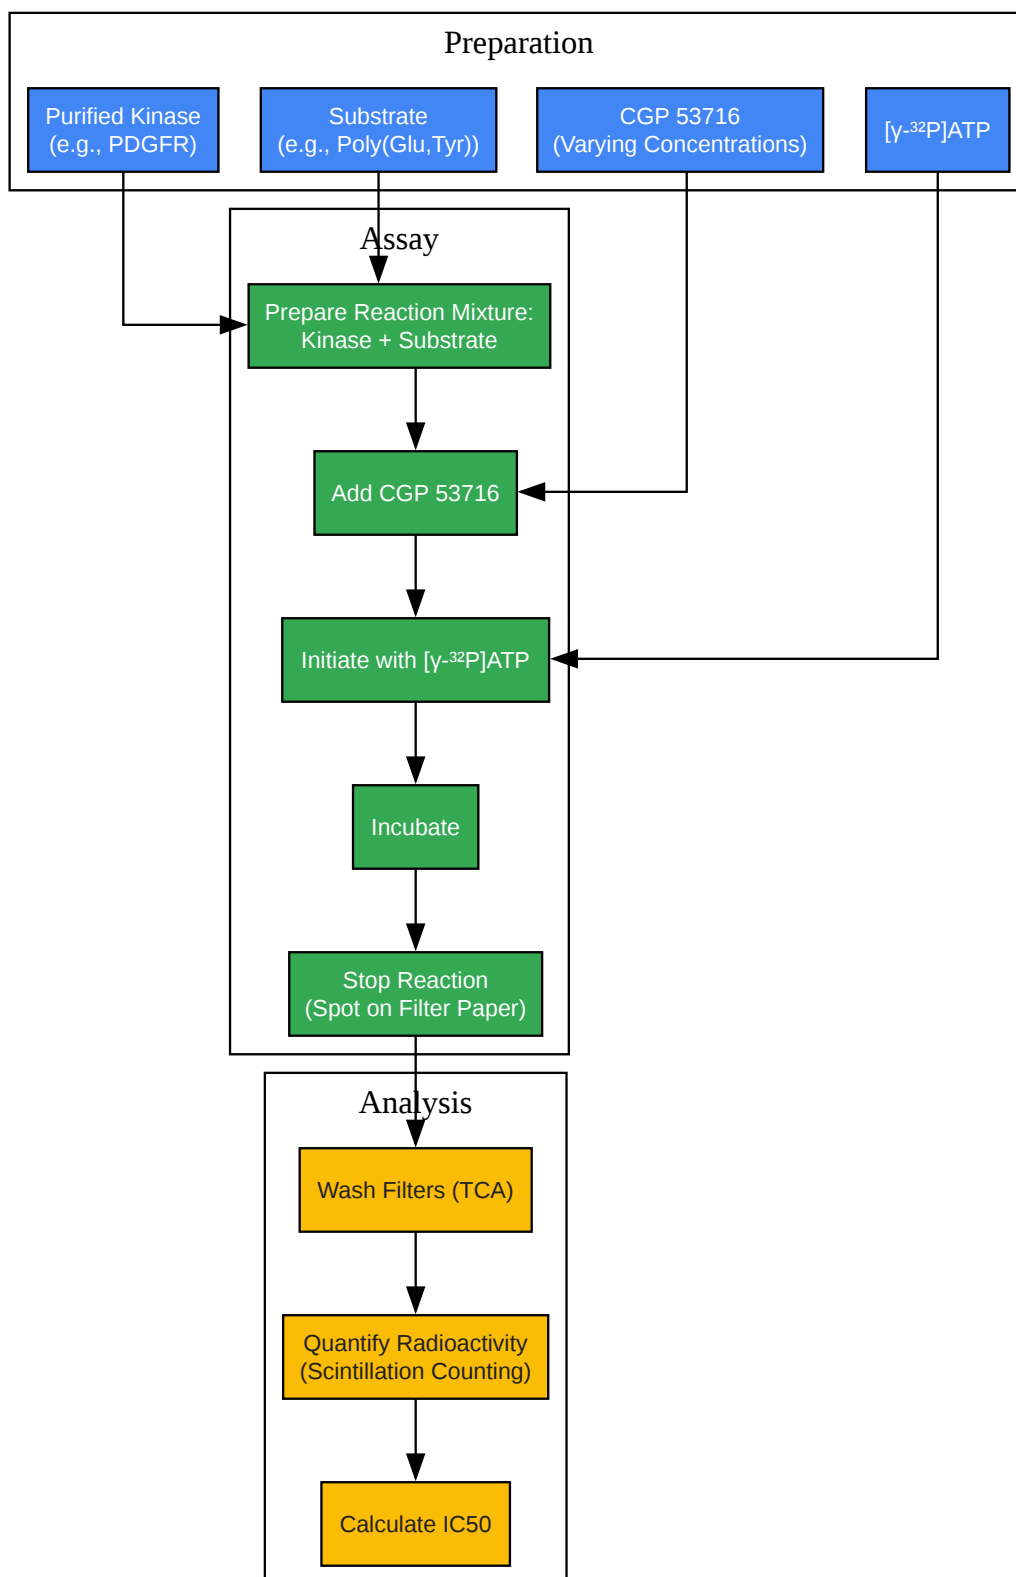 Preparation
Purified Kinase
(e.g., PDGFR)
Substrate
(e.g., Poly(Glu,Tyr))
CGP 53716
(Varying Concentrations)
[γ-³²P]ATP
Assay
Prepare Reaction Mixture:
Kinase + Substrate
Add CGP 53716
Initiate with [γ-³²P]ATP
Incubate
Stop Reaction
(Spot on Filter Paper)
Analysis
Wash Filters (TCA)
Quantify Radioactivity
(Scintillation Counting)
Calculate IC50